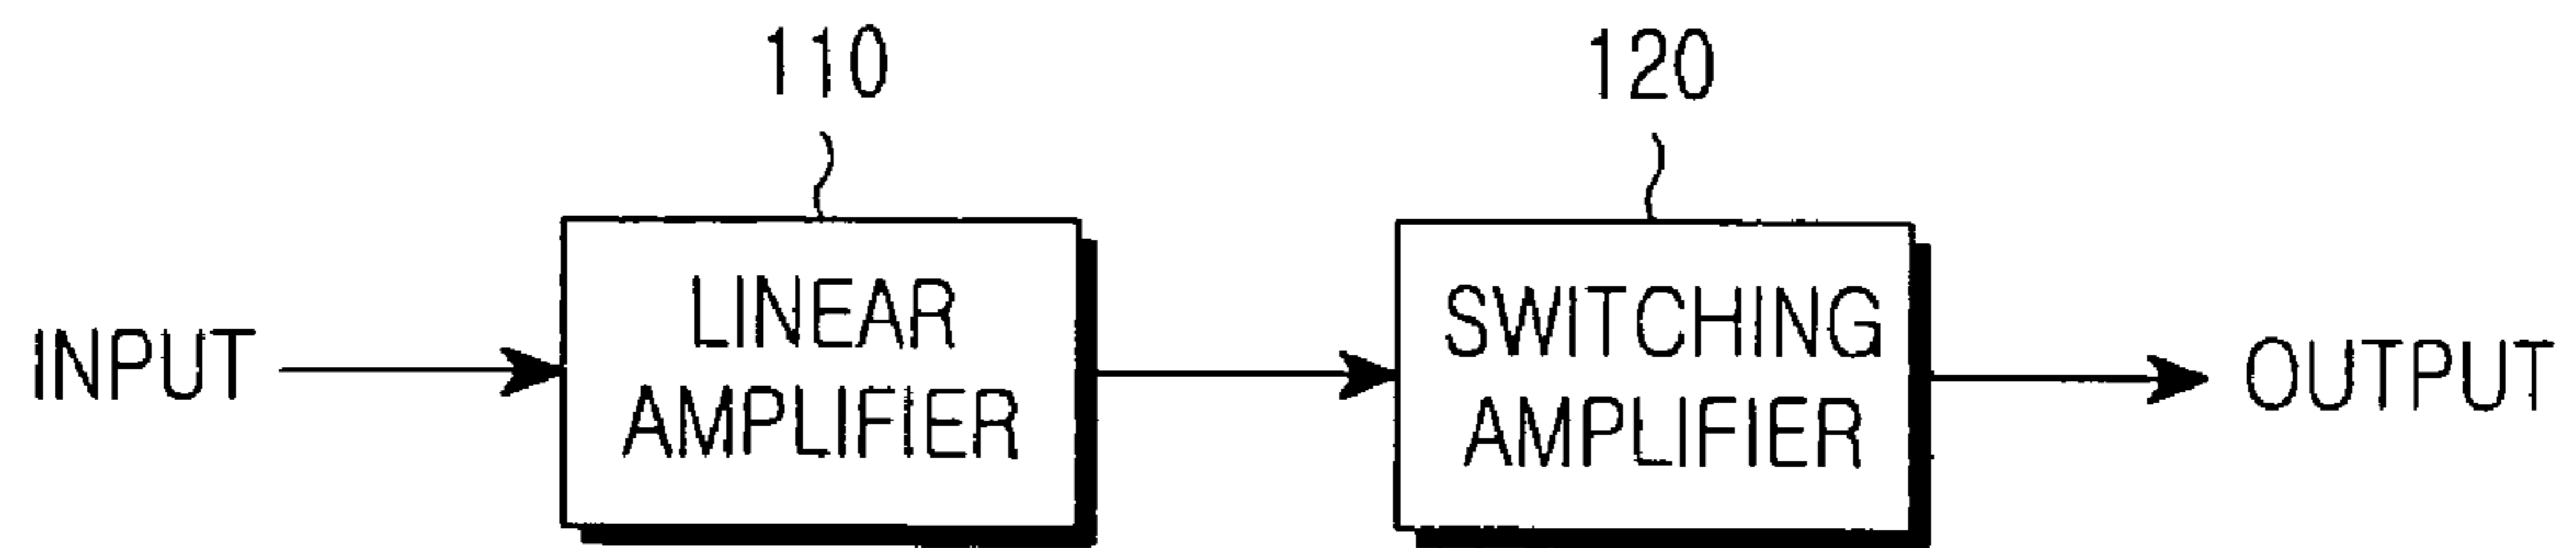 110
120
INPUT
LINEAR
AMPLIFIER
SWITCHING
AMPLIFIER
OUTPUT